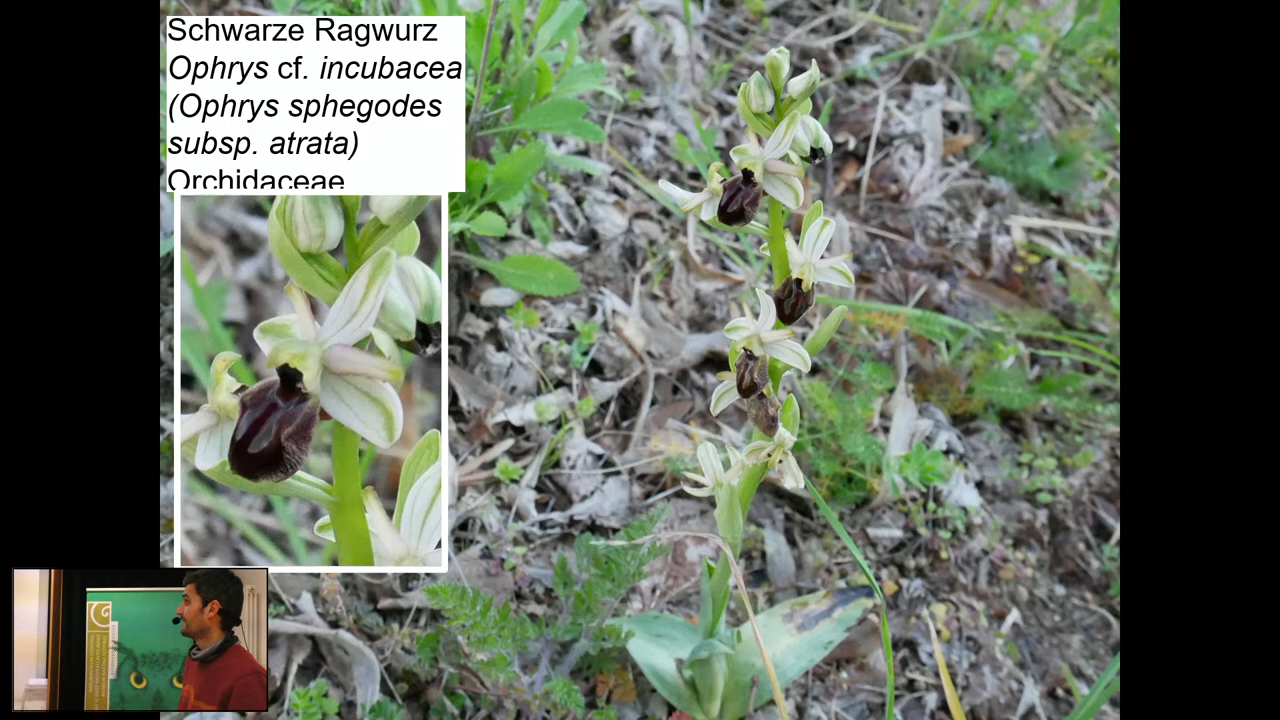 Schwarze Ragwurz
Ophrys cf. incubacea
(Ophrys sphegodes
subsp. atrata)
Orchidaceae